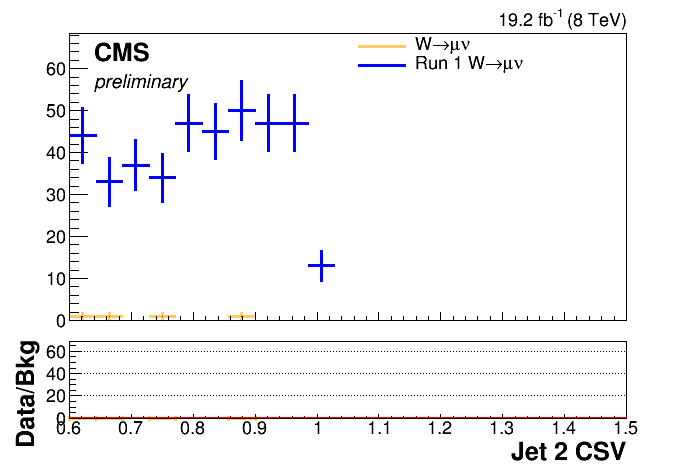 19.2 fb-1 (8 TeV)
CMS
preliminary
W→μν
Run 1 W→μν
60
50
40
30
20
10
0
Data/Bkg
60
40
20
0
0.6 0.7 0.8 0.9 1 1.1 1.2 1.3 1.4 1.5
Jet 2 CSV